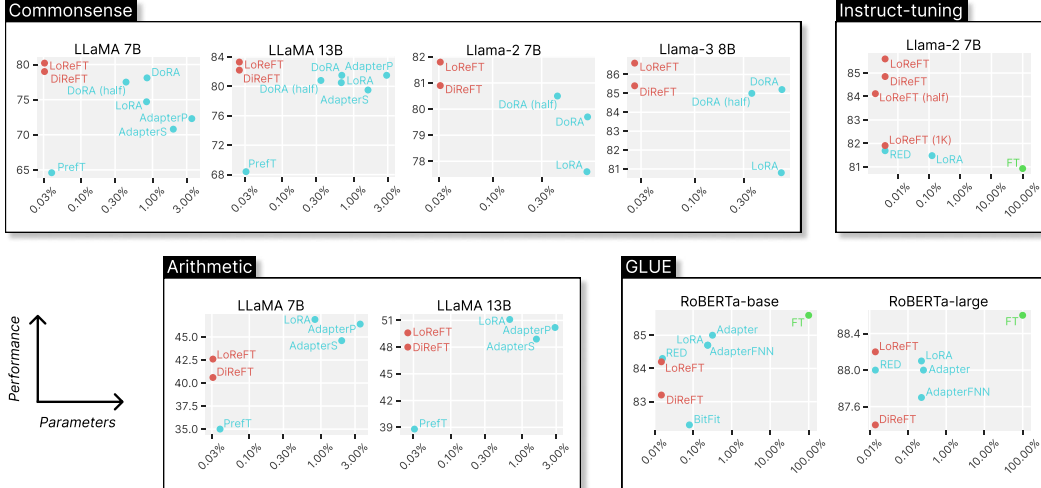 Commonsense
LLaMA 7B
80
75
70
65
LoReFT
DiReFT
DoRA
DoRA (half)
LoRA
AdapterP
AdapterS
PrefT
0.03%
0.10%
0.30%
1.00%
3.00%
LLaMA 13B
84
80
76
72
68
LoReFT
DiReFT
DoRA
AdapterP
DoRA (half)
LoRA
AdapterS
PrefT
0.03%
0.10%
0.30%
1.00%
3.00%
Llama-2 7B
82
81
80
79
78
LoReFT
DiReFT
DoRA (half)
DoRA
LoRA
0.03%
0.10%
0.30%
Llama-3 8B
86
85
84
83
82
81
LoReFT
DiReFT
DoRA
DoRA (half)
LoRA
0.03%
0.10%
0.30%
Instruct-tuning
Llama-2 7B
85
84
83
82
81
LoReFT
DiReFT
LoReFT (half)
LoReFT (1K)
RED
LoRA
FT
0.01%
0.10%
1.00%
10.00%
100.00%
Performance
Parameters
Arithmetic
LLaMA 7B
45.0
42.5
40.0
37.5
35.0
LoRA
AdapterP
AdapterS
LoReFT
DiReFT
PrefT
0.03%
0.10%
0.30%
1.00%
3.00%
LLaMA 13B
51
48
45
42
39
LoRA
AdapterP
LoReFT
DiReFT
AdapterS
PrefT
0.03%
0.10%
0.30%
1.00%
3.00%
GLUE
RoBERTa-base
85
84
83
FT
Adapter
LoRA
AdapterFNN
RED
LoReFT
DiReFT
BitFit
0.01%
0.10%
1.00%
10.00%
100.00%
RoBERTa-large
88.4
88.0
87.6
FT
LoReFT
RED
LoRA
Adapter
AdapterFNN
DiReFT
0.01%
0.10%
1.00%
10.00%
100.00%